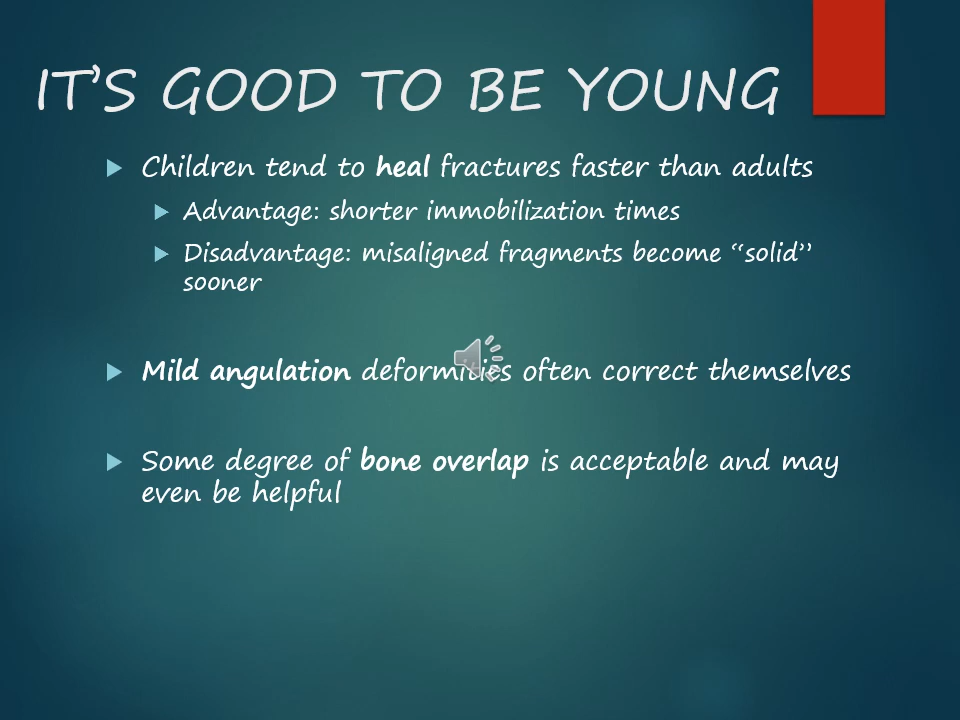 IT’S GOOD TO BE YOUNG
Children tend to heal fractures faster than adults
Advantage: shorter immobilization times
Disadvantage: misaligned fragments become “solid”
sooner
Mild angulation deformities often correct themselves
Some degree of bone overlap is acceptable and may
even be helpful